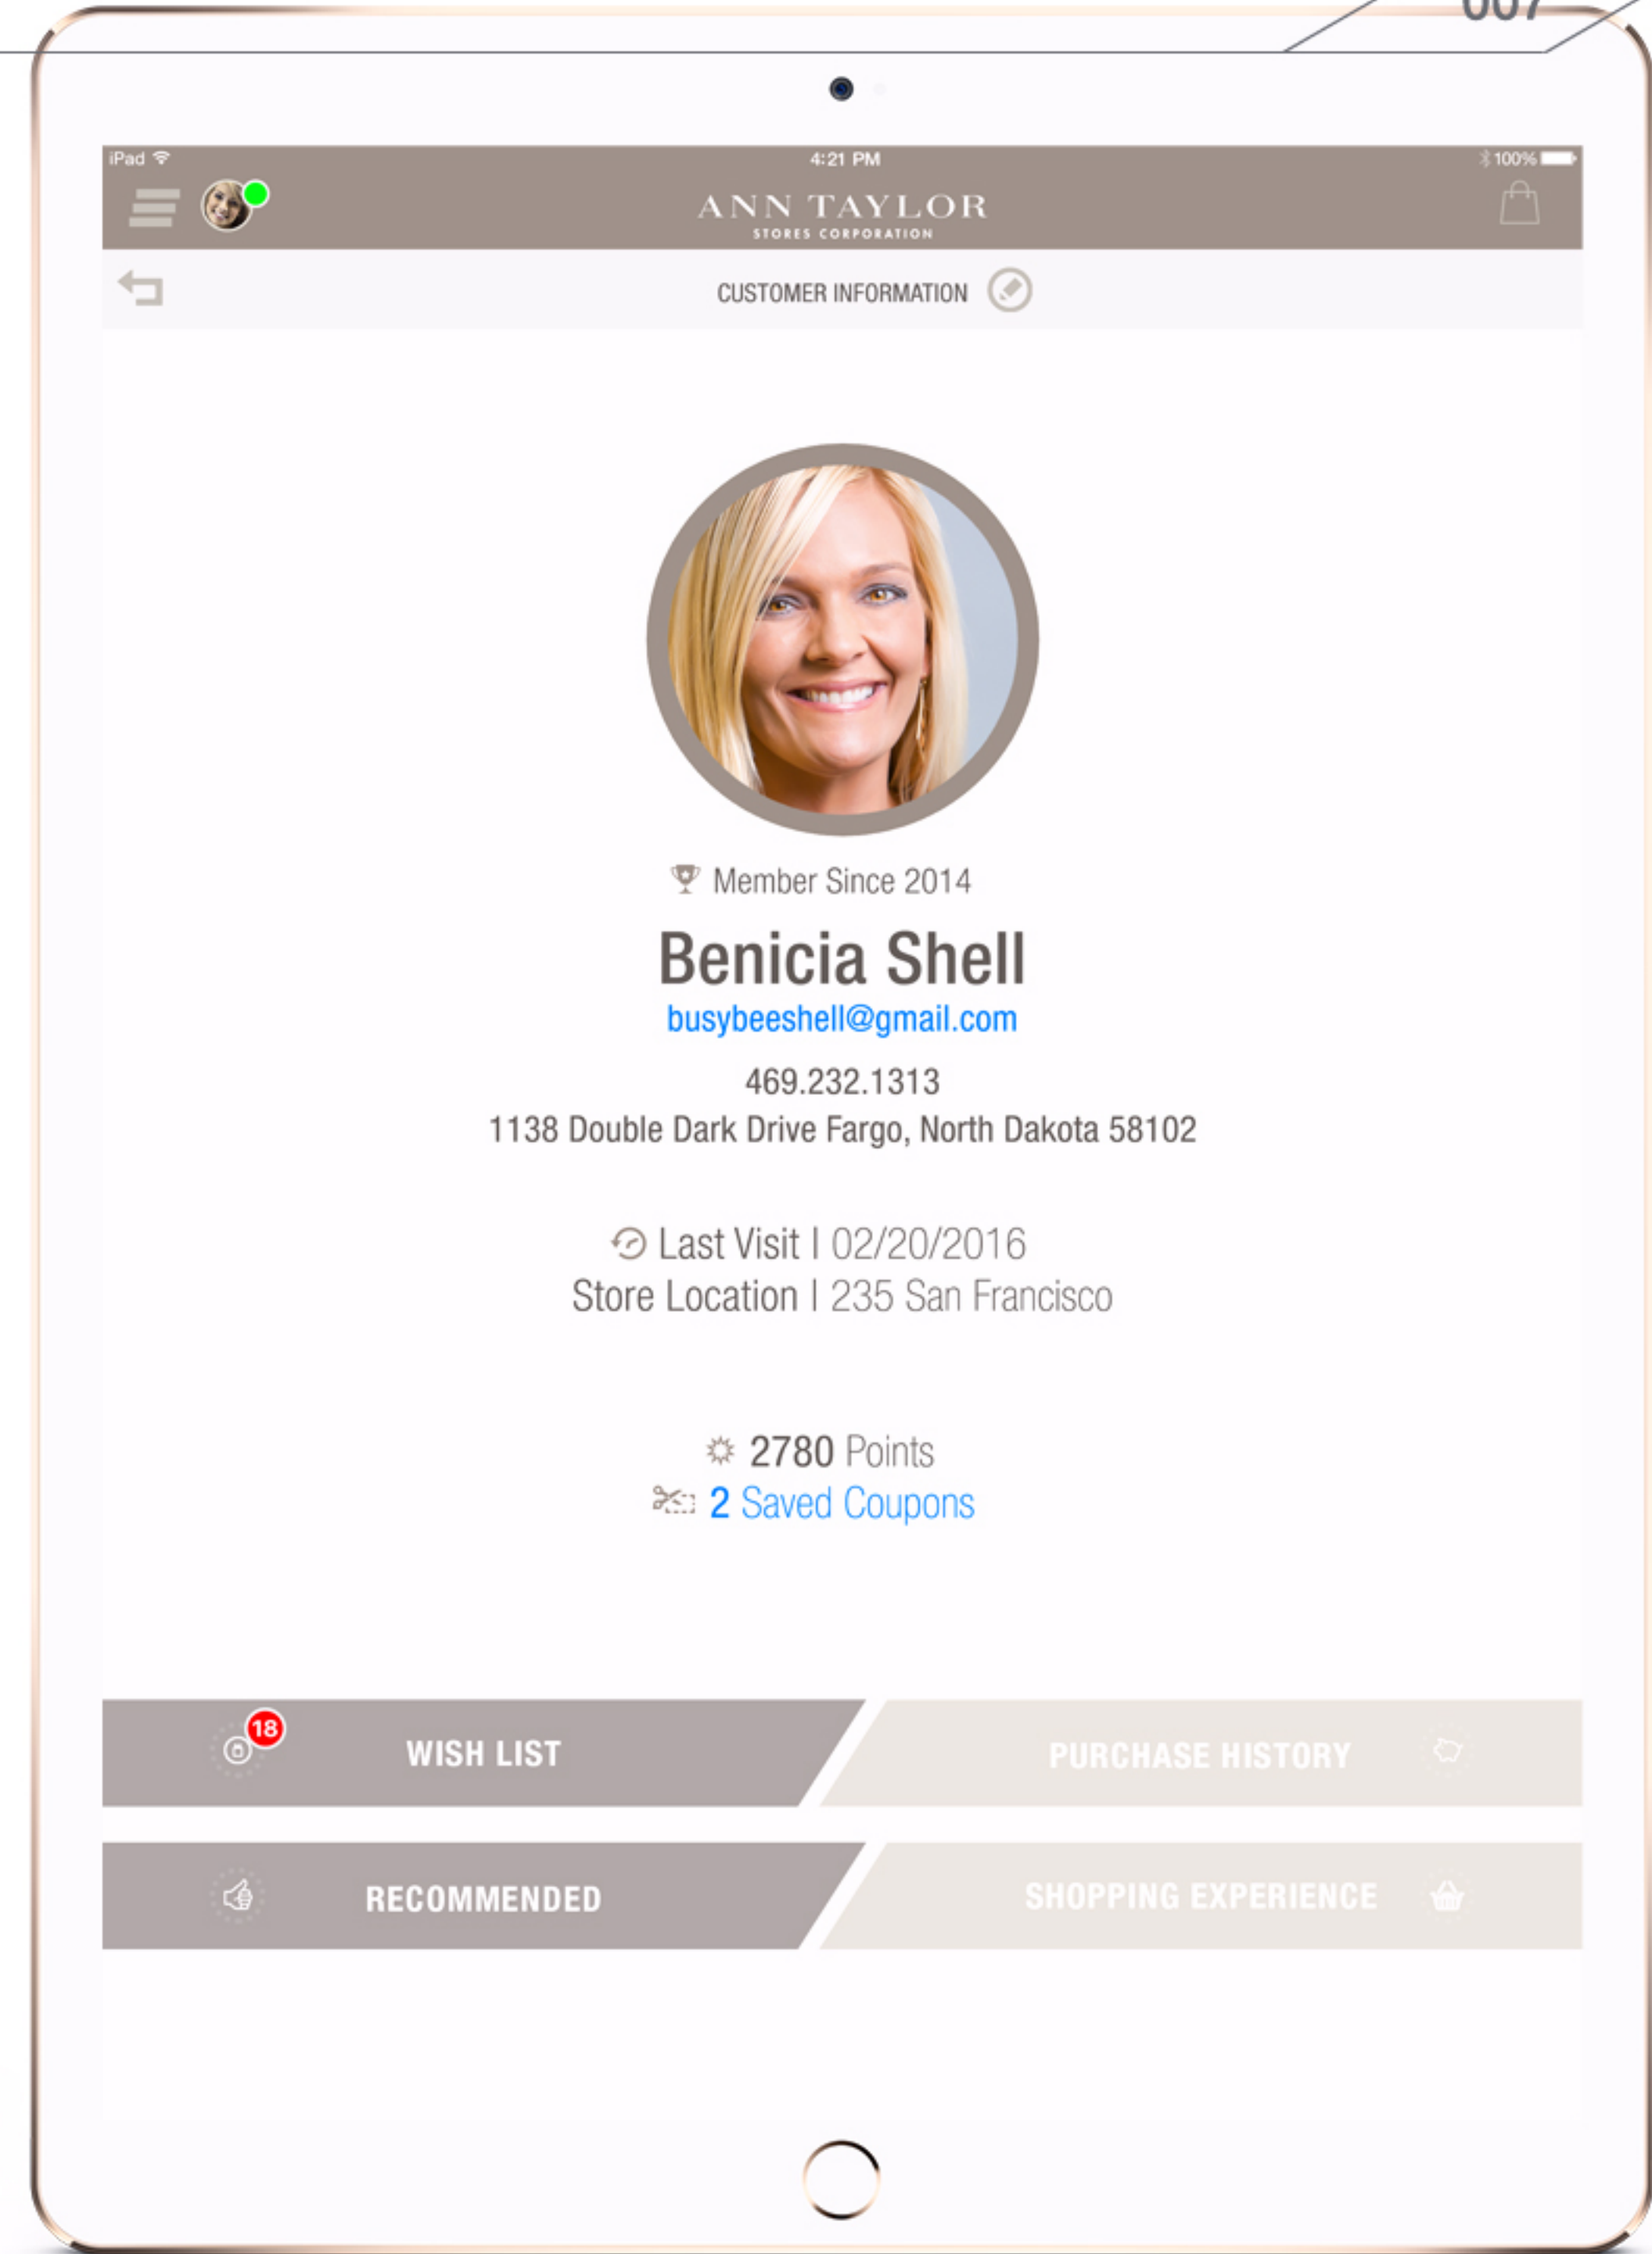 007
iPad
4:21 PM
100%
ANN TAYLOR
STORES CORPORATION
CUSTOMER INFORMATION
Member Since 2014
Benicia Shell
busybeeshell@gmail.com
469.232.1313
1138 Double Dark Drive Fargo, North Dakota 58102
Last Visit | 02/20/2016
Store Location | 235 San Francisco
2780 Points
2 Saved Coupons
18
WISH LIST
PURCHASE HISTORY
RECOMMENDED
SHOPPING EXPERIENCE